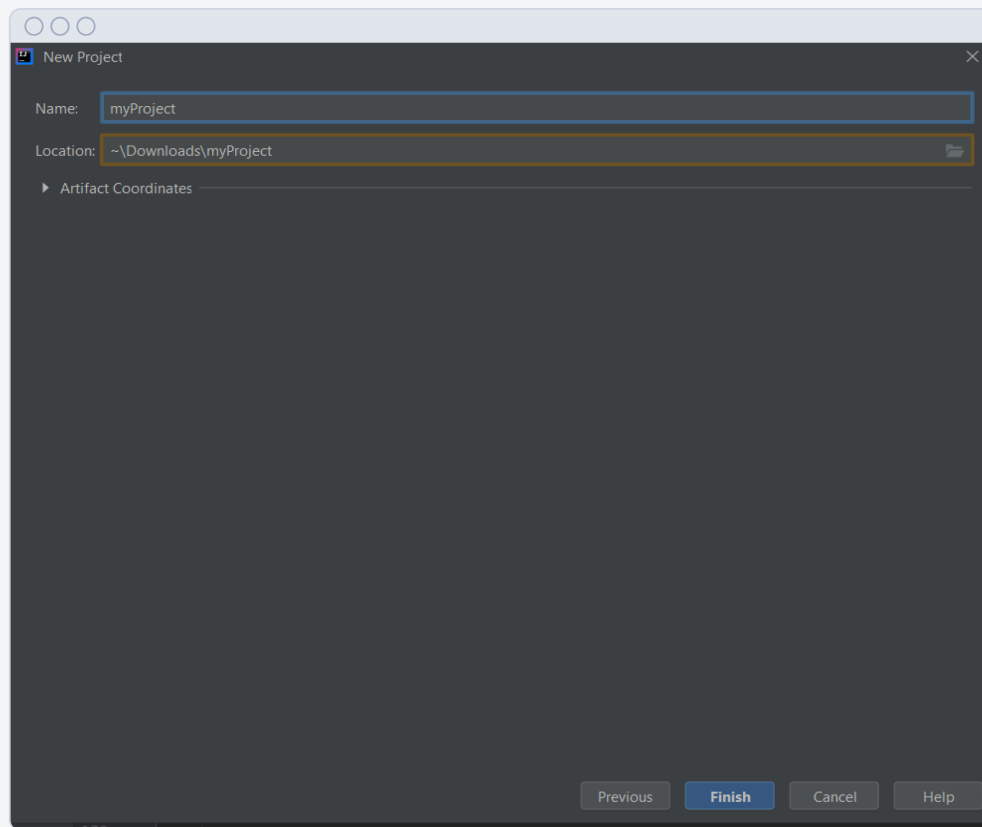 New Project
Name: myProject
Location: ~\Downloads\myProject
Artifact Coordinates
Previous Finish Cancel Help